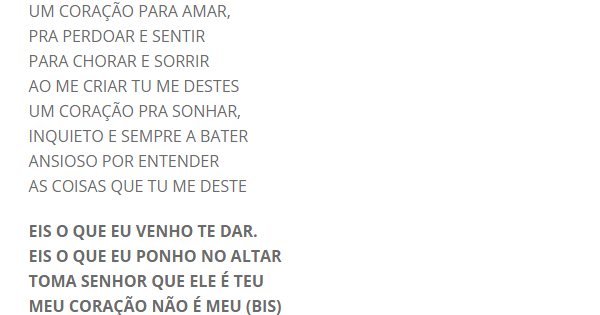 UM CORAÇÃO PARA AMAR,
PRA PERDOAR E SENTIR
PARA CHORAR E SORRIR
AO ME CRIAR TU ME DESTES
UM CORAÇÃO PRA SONHAR,
INQUIETO E SEMPRE A BATER
ANSIOSO POR ENTENDER
AS COISAS QUE TU ME DESTE
EIS O QUE EU VENHO TE DAR.
EIS O QUE EU PONHO NO ALTAR
TOMA SENHOR QUE ELE É TEU
MEU CORAÇÃO NÃO É MEU (BIS)